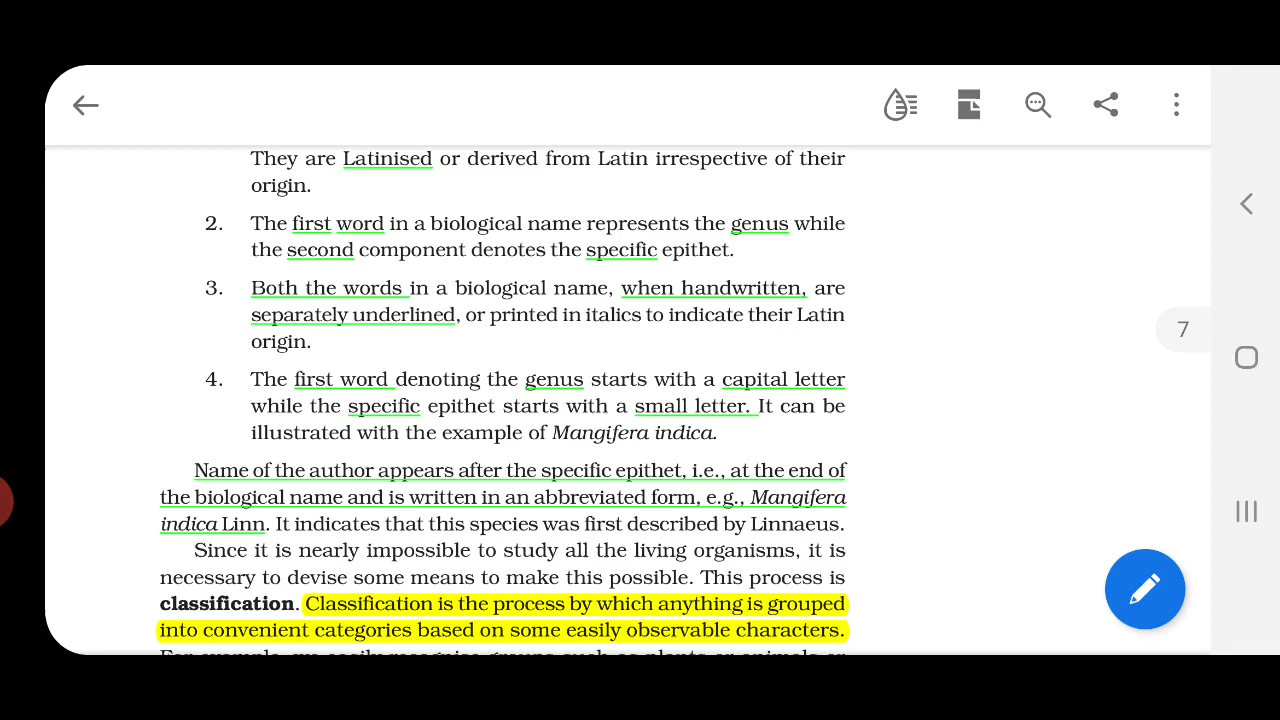 They are Latinised or derived from Latin irrespective of their
origin.
2. The first word in a biological name represents the genus while
the second component denotes the specific epithet.
3. Both the words in a biological name, when handwritten, are
separately underlined, or printed in italics to indicate their Latin
origin.
7
4. The first word denoting the genus starts with a capital letter
while the specific epithet starts with a small letter. It can be
illustrated with the example of Mangifera indica.
Name of the author appears after the specific epithet, i.e., at the end of
the biological name and is written in an abbreviated form, e.g., Mangifera
indica Linn. It indicates that this species was first described by Linnaeus.
Since it is nearly impossible to study all the living organisms, it is
necessary to devise some means to make this possible. This process is
classification. Classification is the process by which anything is grouped
into convenient categories based on some easily observable characters.